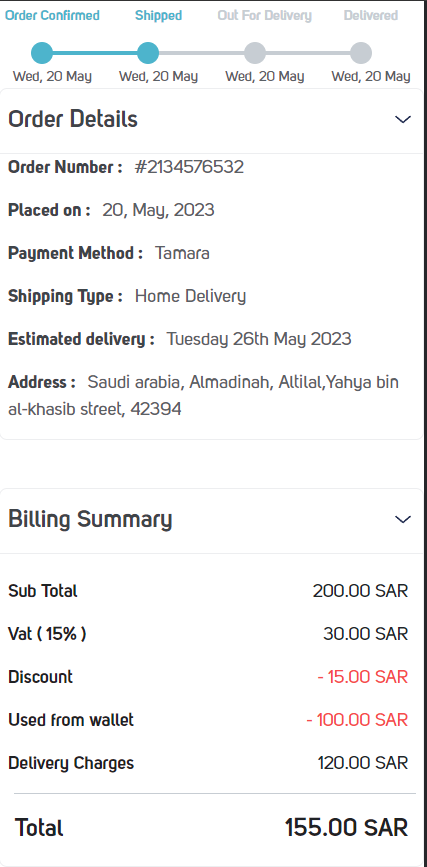 Order Confirmed Shipped Out For Delivery Delivered
Wed, 20 May Wed, 20 May Wed, 20 May Wed, 20 May
Order Details
Order Number : #2134576532
Placed on : 20, May, 2023
Payment Method : Tamara
Shipping Type : Home Delivery
Estimated delivery : Tuesday 26th May 2023
Address : Saudi arabia, Almadinah, Altilal,Yahya bin
al-khasib street, 42394
Billing Summary
Sub Total 200.00 SAR
Vat ( 15% ) 30.00 SAR
Discount - 15.00 SAR
Used from wallet - 100.00 SAR
Delivery Charges 120.00 SAR
Total 155.00 SAR